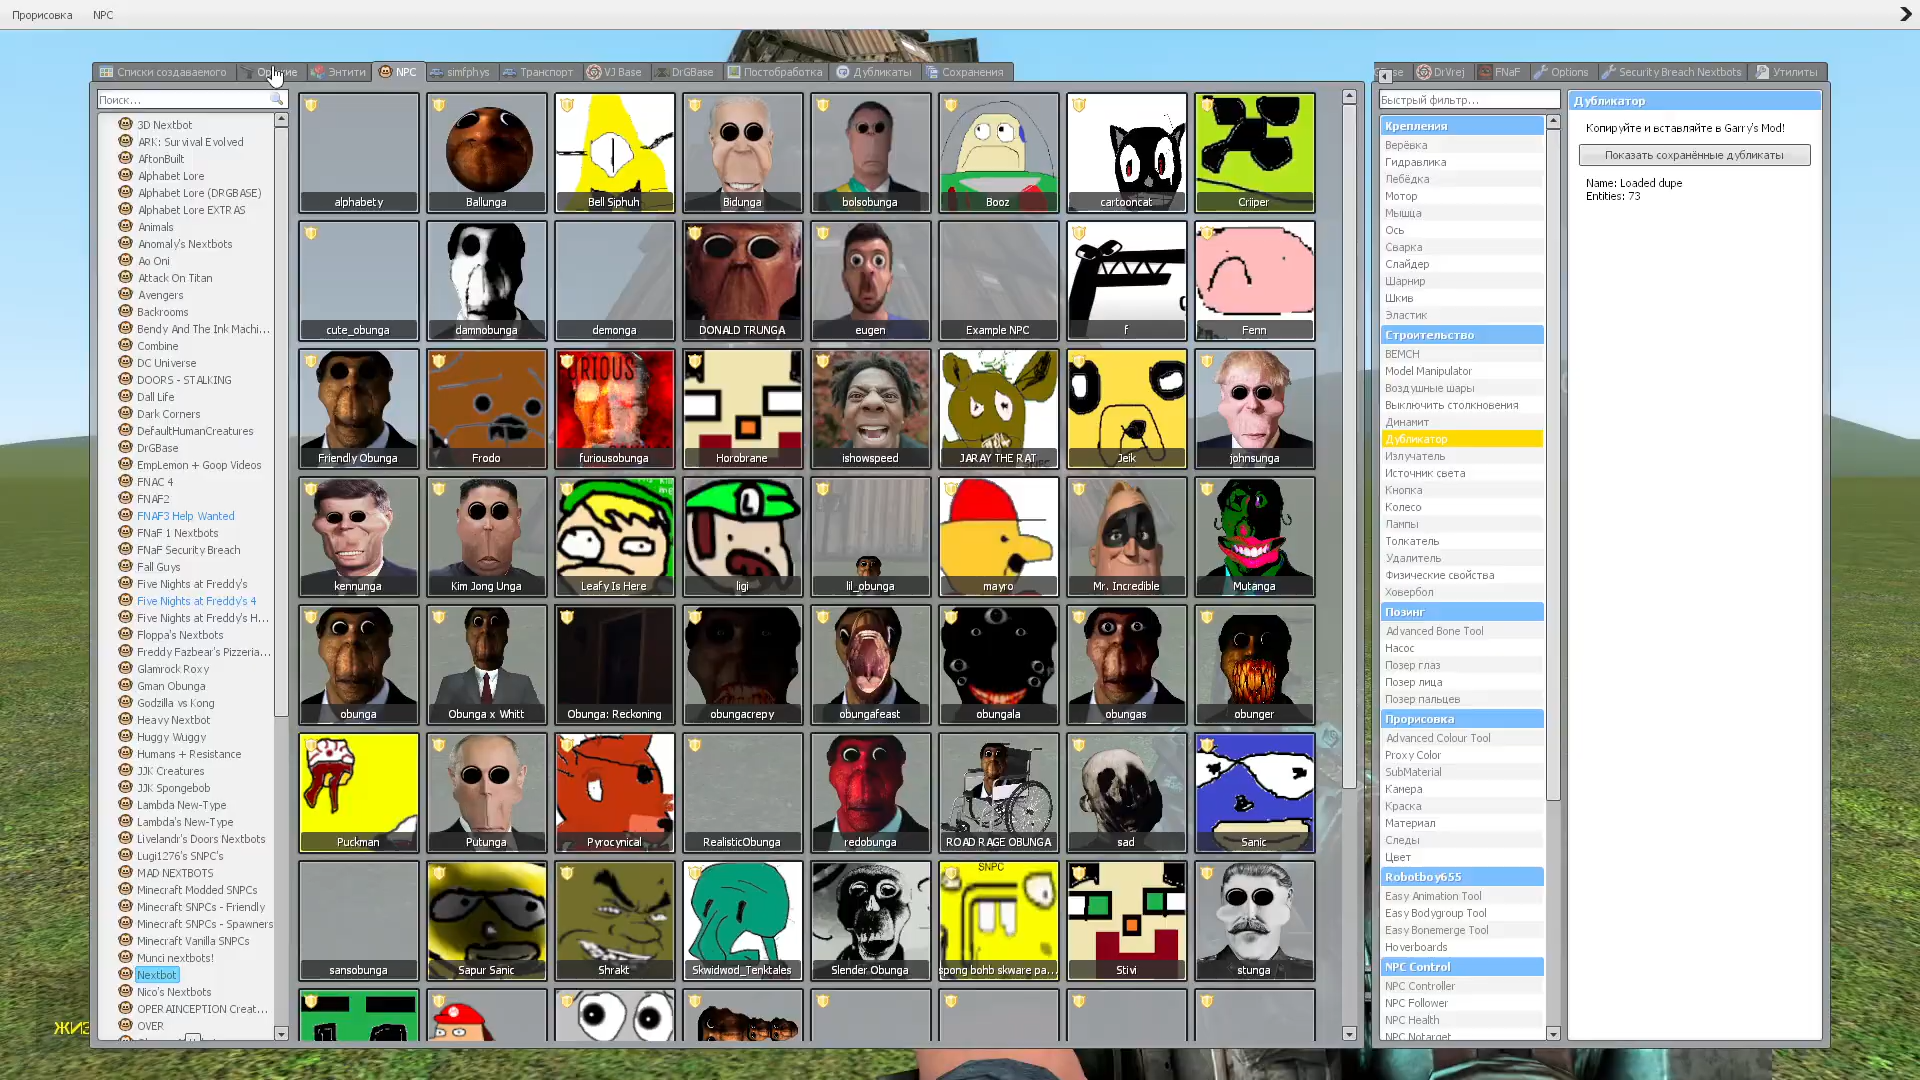 Прорисовка NPC
Списки создаваемого Оружие Энтити NPC simfphys Транспорт VJ Base DrGBase Постобработка Дубликаты Сохранения
DrVrej FNaF Options Security Breach Nextbots Утилиты
Поиск...
3D Nextbot
ARK: Survival Evolved
AftonBuilt
Alphabet Lore
Alphabet Lore (DRGBASE)
Alphabet Lore EXTRAS
Animals
Anomaly's Nextbots
Ao Oni
Attack On Titan
Avengers
Backrooms
Bendy And The Ink Machi...
Combine
DC Universe
DOORS - STALKING
Dall Life
Dark Corners
DefaultHumanCreatures
DrGBase
EmpLemon + Goop Videos
FNAC 4
FNAF2
FNAF3 Help Wanted
FNaF 1 Nextbots
FNaF Security Breach
Fall Guys
Five Nights at Freddy's
Five Nights at Freddy's 4
Five Nights at Freddy's H...
Floppa's Nextbots
Freddy Fazbear's Pizzeria...
Glamrock Roxy
Gman Obunga
Godzilla vs Kong
Heavy Nextbot
Huggy Wuggy
Humans + Resistance
JJK Creatures
JJK Spongebob
Lambda New-Type
Lambda's New-Type
Livelandr's Doors Nextbots
Lugi1276's SNPC's
MAD NEXTBOTS
Minecraft Modded SNPCs
Minecraft SNPCs - Friendly
Minecraft SNPCs - Spawners
Minecraft Vanilla SNPCs
Munci nextbots!
Nextbot
Nico's Nextbots
OPERAINCEPTION Creat...
OVER
alphabety Ballunga Bell Siphuh Bidunga bolsobunga Booz cartooncat Criiper
cute_obunga damnobunga demonga DONALD TRUNGA eugen Example NPC f Fenn
Friendly Obunga Frodo furiousobunga Horobrane ishowspeed JARAY THE RAT Jeik johnsunga
kennunga Kim Jong Unga Leafy Is Here ligi lil_obunga mayro Mr. Incredible Mutanga
obunga Obunga x Whitt Obunga: Reckoning obungacrepy obungafeast obungala obungas obunger
Puckman Putunga Pyrocynical RealisticObunga redobunga ROAD RAGE OBUNGA sad Sanic
SNPC
sansobunga Sapur Sanic Shrakt Skwidwod_Tenktales Slender Obunga spong bohb skware pa... Stivi stunga
Быстрый фильтр...
Крепления
Верёвка
Гидравлика
Лебёдка
Мотор
Мышца
Ось
Сварка
Слайдер
Шарнир
Шкив
Эластик
Строительство
BEMCH
Model Manipulator
Воздушные шары
Выключить столкновения
Динамит
Дубликатор
Излучатель
Источник света
Кнопка
Колесо
Лампы
Толкатель
Удалитель
Физические свойства
Ховербол
Позинг
Advanced Bone Tool
Насос
Позер глаз
Позер лица
Позер пальцев
Прорисовка
Advanced Colour Tool
Proxy Color
SubMaterial
Камера
Краска
Материал
Следы
Цвет
Robotboy655
Easy Animation Tool
Easy Bodygroup Tool
Easy Bonemerge Tool
Hoverboards
NPC Control
NPC Controller
NPC Follower
NPC Health
NPC Notarget
Дубликатор
Копируйте и вставляйте в Garry's Mod!
Показать сохранённые дубликаты
Name: Loaded dupe
Entities: 73